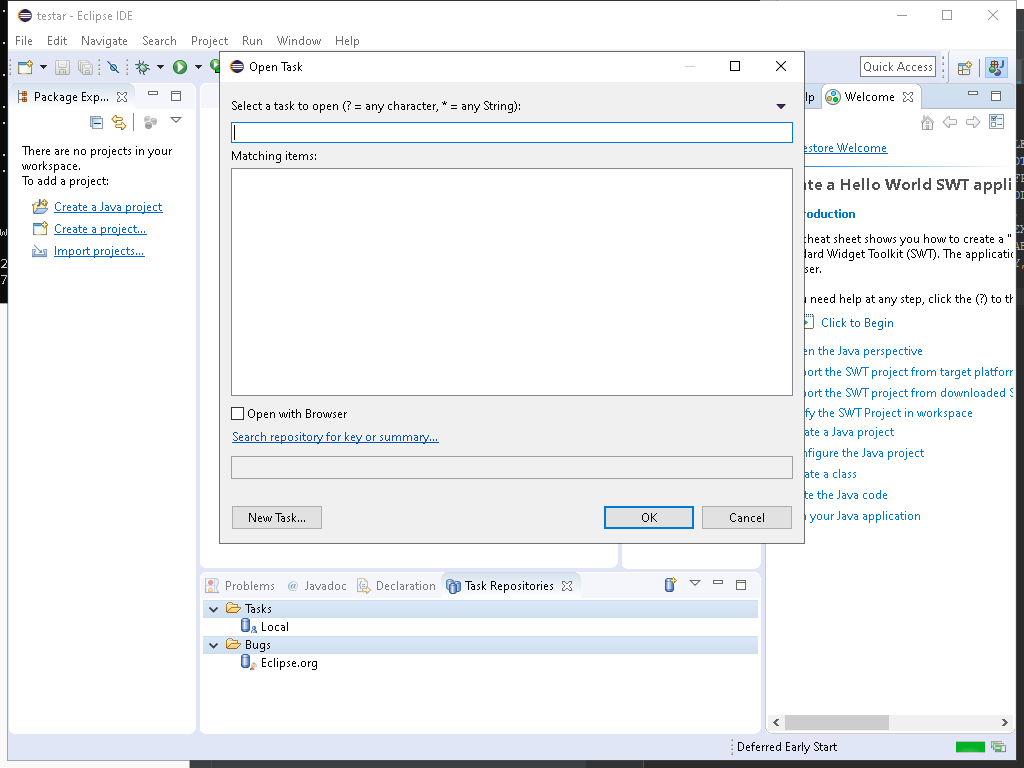 testar - Eclipse IDE
File Edit Navigate Search Project Run Window Help
Quick Access
Package Exp...
There are no projects in your
workspace.
To add a project:
Create a Java project
Create a project...
Import projects...
Open Task
Select a task to open (? = any character, * = any String):
Matching items:
Open with Browser
Search repository for key or summary...
New Task...
OK
Cancel
lp
Welcome
estore Welcome
te a Hello World SWT appli
roduction
heat sheet shows you how to create a "
dard Widget Toolkit (SWT). The applicatio
ser.
need help at any step, click the (?) to th
Click to Begin
en the Java perspective
port the SWT project from target platform
port the SWT project from downloaded S
fy the SWT Project in workspace
ate a Java project
nfigure the Java project
ate a class
te the Java code
your Java application
Problems @ Javadoc Declaration Task Repositories
Tasks
Local
Bugs
Eclipse.org
Deferred Early Start